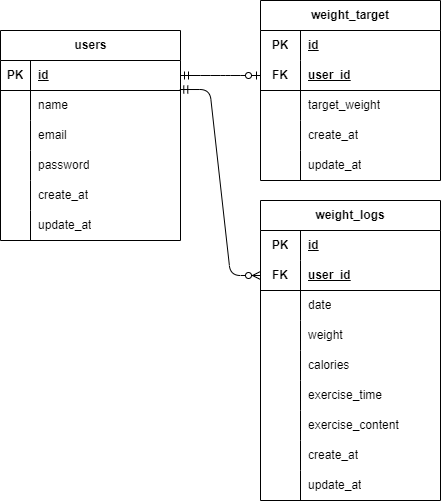 users
PK id
name
email
password
create_at
update_at
weight_target
PK id
FK user_id
target_weight
create_at
update_at
weight_logs
PK id
FK user_id
date
weight
calories
exercise_time
exercise_content
create_at
update_at